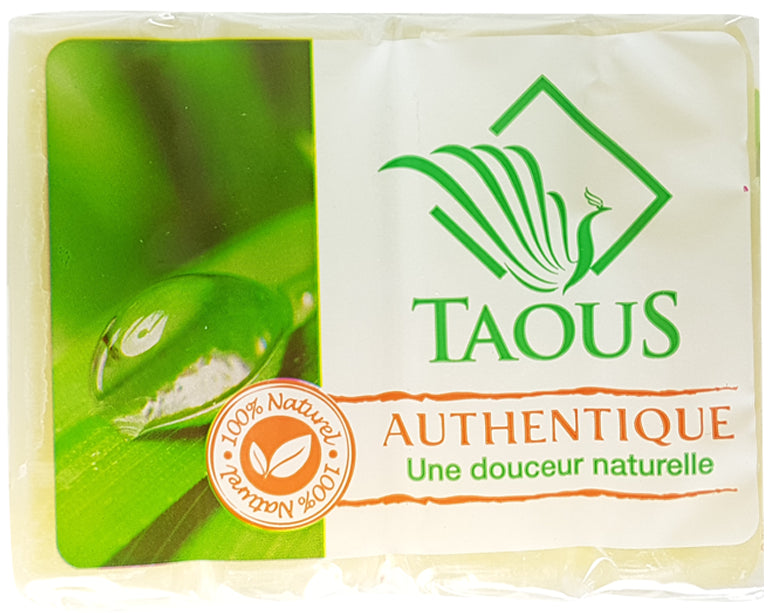 TAOUS
AUTHENTIQUE
Une douceur naturelle
100% Naturel • 100% Naturel •